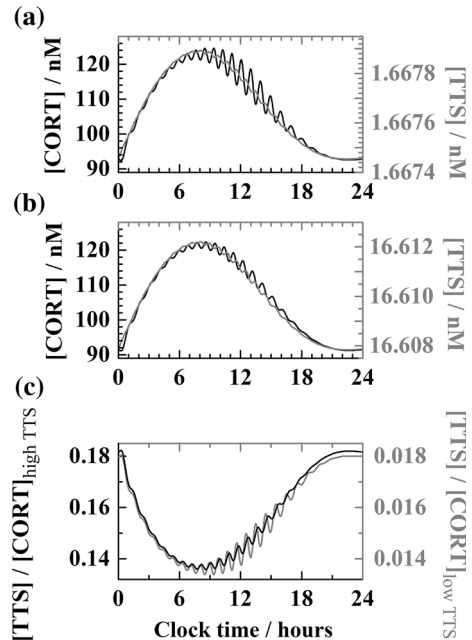 (a)
[CORT] / nM
120
110
100
90
1.6678
1.6676
1.6674
1.6674
[TTS] / nM
0 6 12 18 24
(b)
[CORT] / nM
120
110
100
90
16.612
16.610
16.608
[TTS] / nM
0 6 12 18 24
(c)
[TTS] / [CORT]high TTS
0.18
0.16
0.14
0.018
0.016
0.014
[TTS] / [CORT]low TTS
0 6 12 18 24
Clock time / hours